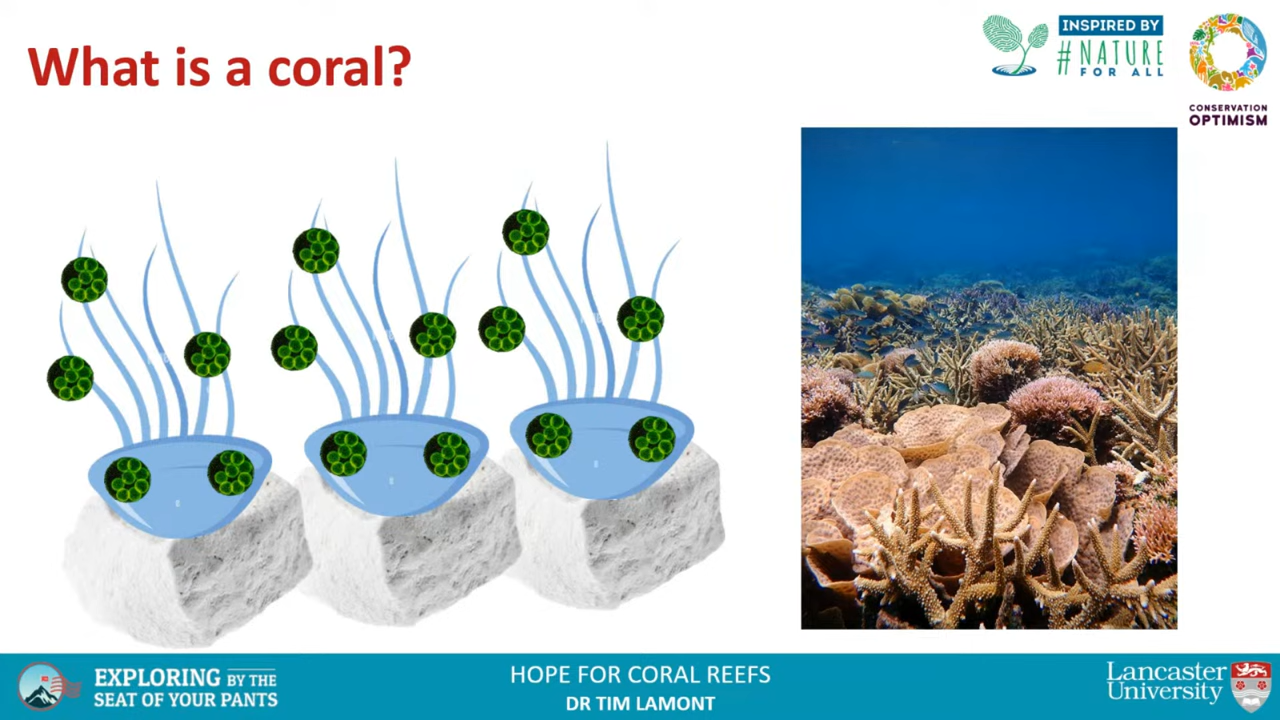 What is a coral?
INSPIRED BY
#NATURE
FOR ALL
CONSERVATION
OPTIMISM
EXPLORING BY THE
SEAT OF YOUR PANTS
HOPE FOR CORAL REEFS
DR TIM LAMONT
Lancaster
University